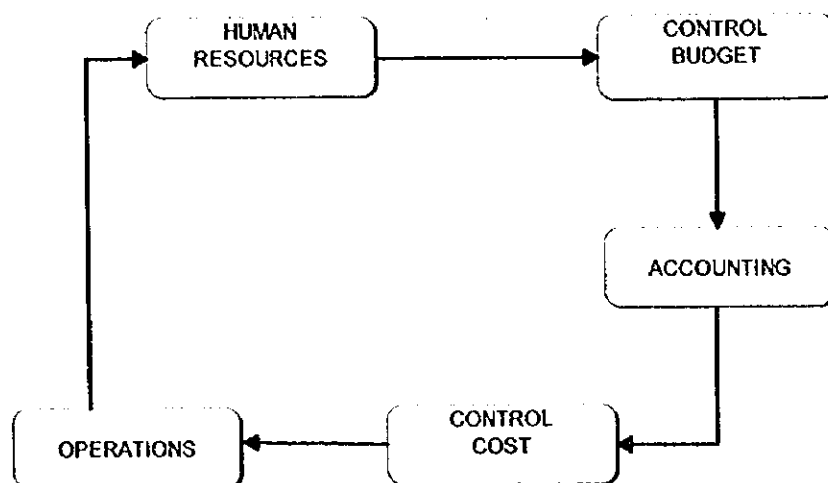 HUMAN
RESOURCES
CONTROL
BUDGET
ACCOUNTING
CONTROL
COST
OPERATIONS